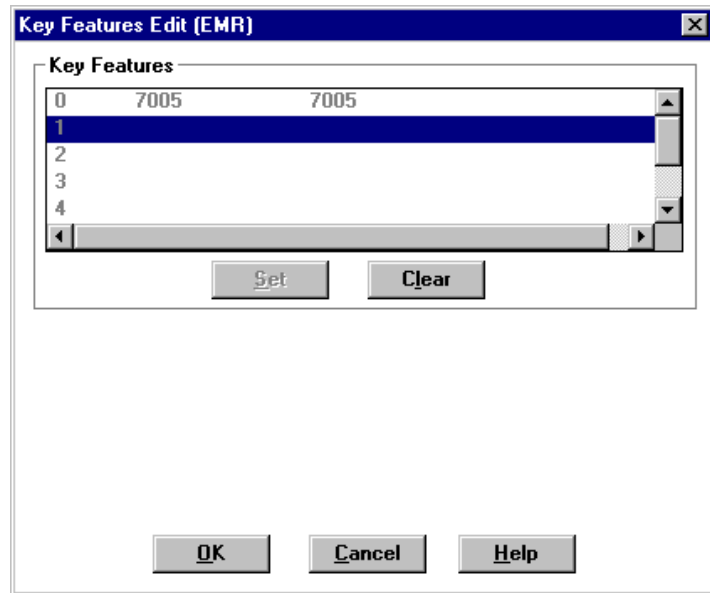 Key Features Edit (EMR)
Key Features
0 7005 7005
1
2
3
4
Set Clear
OK Cancel Help